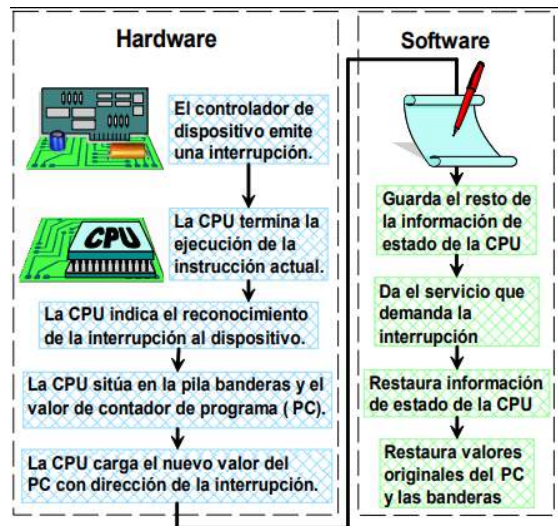 Hardware
El controlador de
dispositivo emite
una interrupción.
CPU
La CPU termina la
ejecución de la
instrucción actual.
La CPU indica el reconocimiento
de la interrupción al dispositivo.
La CPU sitúa en la pila banderas y el
valor de contador de programa ( PC).
La CPU carga el nuevo valor del
PC con dirección de la interrupción.
Software
Guarda el resto de
la información de
estado de la CPU
Da el servicio que
demanda la
interrupción
Restaura información
de estado de la CPU
Restaura valores
originales del PC
y las banderas